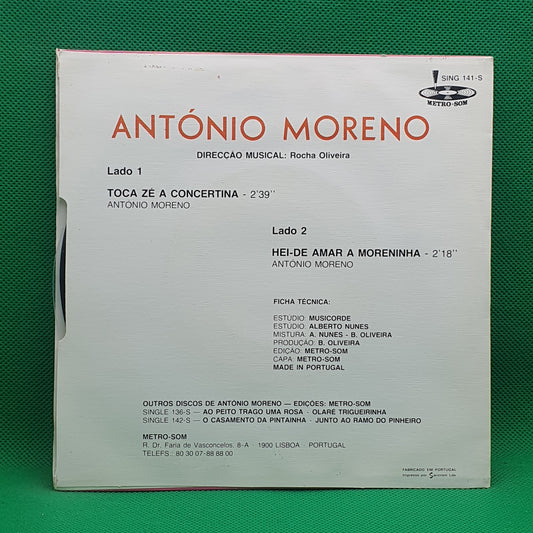 SING 141-S
METRO-SOM
ANTÓNIO MORENO
DIRECÇÃO MUSICAL: Rocha Oliveira
Lado 1
TOCA ZÉ A CONCERTINA - 2'39''
ANTÓNIO MORENO
Lado 2
HEI-DE AMAR A MORENINHA - 2'18''
ANTÓNIO MORENO
FICHA TÉCNICA:
ESTÚDIO: MUSICORDE
ESTÚDIO: ALBERTO NUNES
MISTURA: A. NUNES - B. OLIVEIRA
PRODUÇÃO: B. OLIVEIRA
EDIÇÃO: METRO-SOM
CAPA: METRO-SOM
MADE IN PORTUGAL
OUTROS DISCOS DE ANTÓNIO MORENO — EDIÇÕES: METRO-SOM
SINGLE 136-S — AO PEITO TRAGO UMA ROSA · OLARÉ TRIGUEIRINHA
SINGLE 142-S — O CASAMENTO DA PINTAINHA · JUNTO AO RAMO DO PINHEIRO
METRO-SOM
R. Dr. Faria de Vasconcelos, 8-A · 1900 LISBOA · PORTUGAL
TELEFS.: 80 30 07-88 88 00
FABRICADO EM PORTUGAL